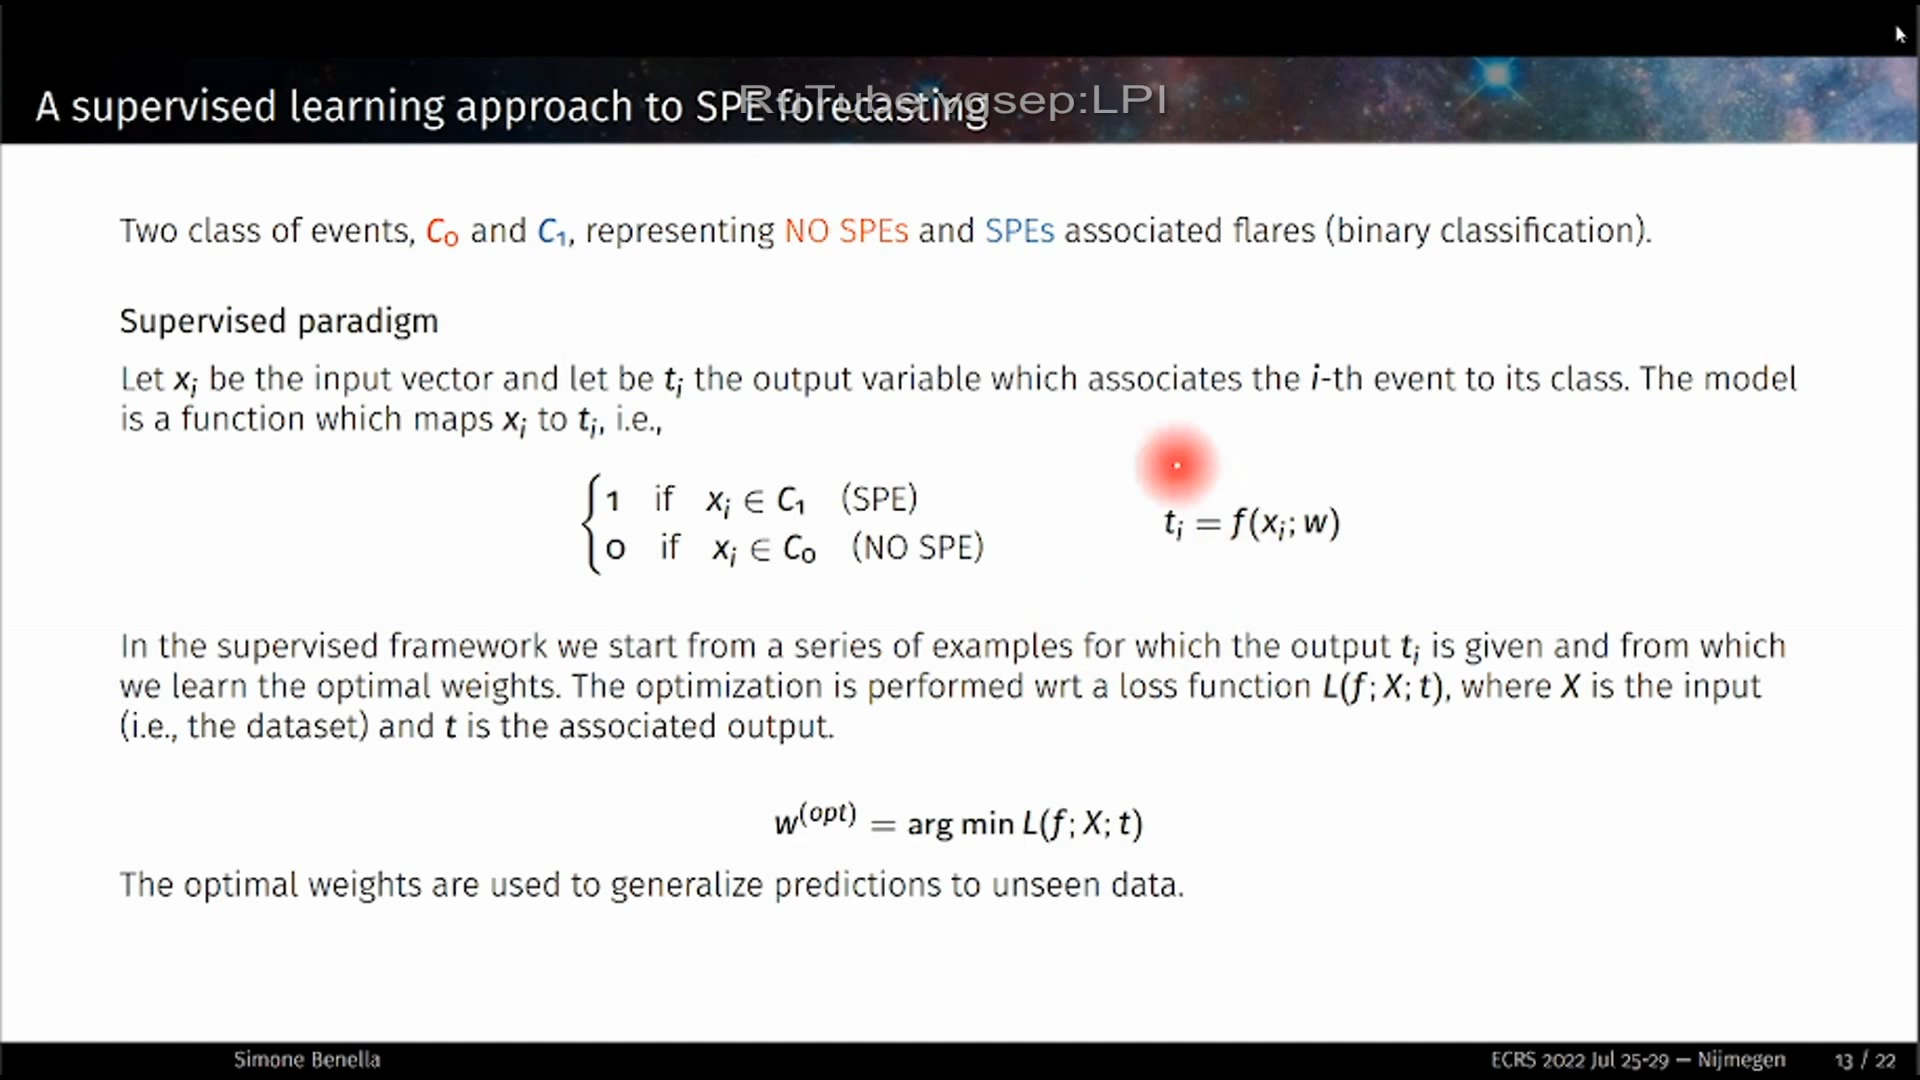 A supervised learning approach to SPE forecasting
RuTube vgsep:LPI
Two class of events, C₀ and C₁, representing NO SPEs and SPEs associated flares (binary classification).
Supervised paradigm
Let xᵢ be the input vector and let be tᵢ the output variable which associates the i-th event to its class. The model
is a function which maps xᵢ to tᵢ, i.e.,
{ 1 if xᵢ ∈ C₁ (SPE)
0 if xᵢ ∈ C₀ (NO SPE)
tᵢ = f(xᵢ; w)
In the supervised framework we start from a series of examples for which the output tᵢ is given and from which
we learn the optimal weights. The optimization is performed wrt a loss function L(f; X; t), where X is the input
(i.e., the dataset) and t is the associated output.
w^(opt) = arg min L(f; X; t)
The optimal weights are used to generalize predictions to unseen data.
Simone Benella
ECRS 2022 Jul 25-29 — Nijmegen
13 / 22